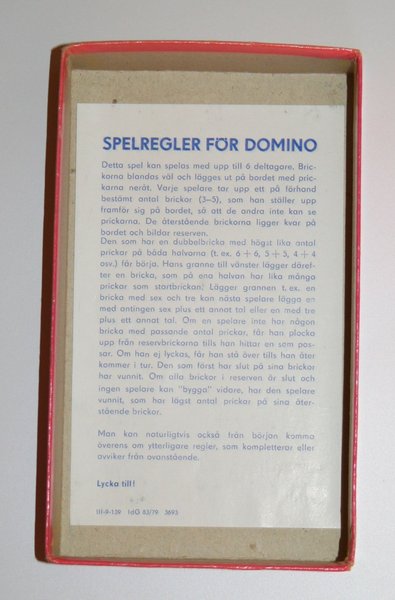 SPELREGLER FÖR DOMINO
Detta spel kan spelas med upp till 6 deltagare. Bric-
karna blandas väl och lägges ut på bordet med pric-
karna neråt. Varje spelare tar upp ett på förhand
bestämt antal brickor (3–5), som han ställer upp
framför sig på bordet, så att de andra inte kan se
prickarna. De återstående brickorna ligger kvar på
bordet och bildar reserven.
Den som har en dubbelbricka med högst lika antal
prickar på båda halvorna (t. ex. 6 + 6, 5 + 5, 4 + 4
osv.) får börja. Hans granne till vänster lägger däref-
ter en bricka, som på ena halvan har lika många
prickar som startbrickan. Lägger grannen t. ex. en
bricka med sex och tre kan nästa spelare lägga en
med antingen sex plus ett annat tal eller en med tre
plus ett annat tal. Om en spelare inte har någon
bricka med passande antal prickar, får han plocka
upp från reservbrickorna tills han hittar en som pas-
sar. Om han ej lyckas, får han stå över tills han åter
kommer i tur. Den som först har slut på sina brickor
har vunnit. Om alla brickor i reserven är slut och
ingen spelare kan "bygga" vidare, har den spelare
vunnit, som har lägst antal prickar på sina åter-
stående brickor.
Man kan naturligtvis också från början komma
överens om ytterligare regler, som kompletterar eller
avviker från ovanstående.
Lycka till!
III-9-139 IdG 83/79 3693